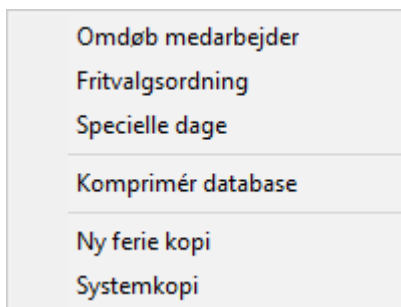 Omdøb medarbejder
Fritvalgsordning
Specielle dage
Komprimér database
Ny ferie kopi
Systemkopi